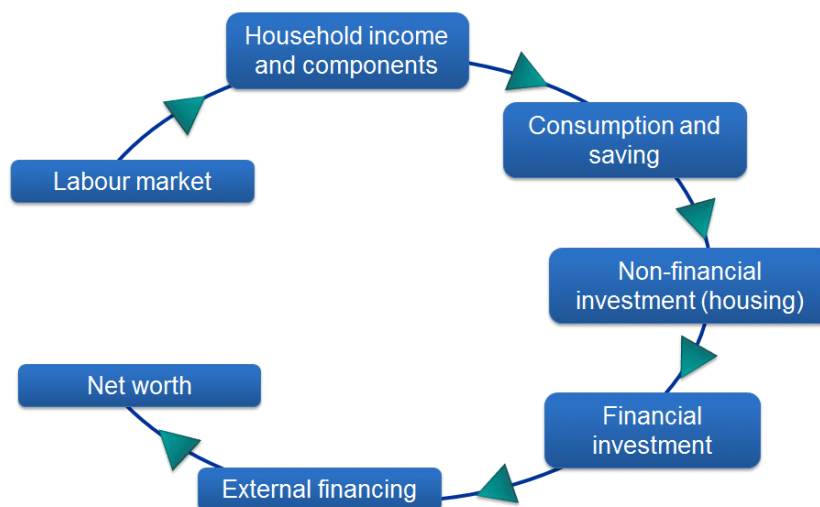 Household income
and components
Labour market
Consumption and
saving
Non-financial
investment (housing)
Net worth
Financial
investment
External financing